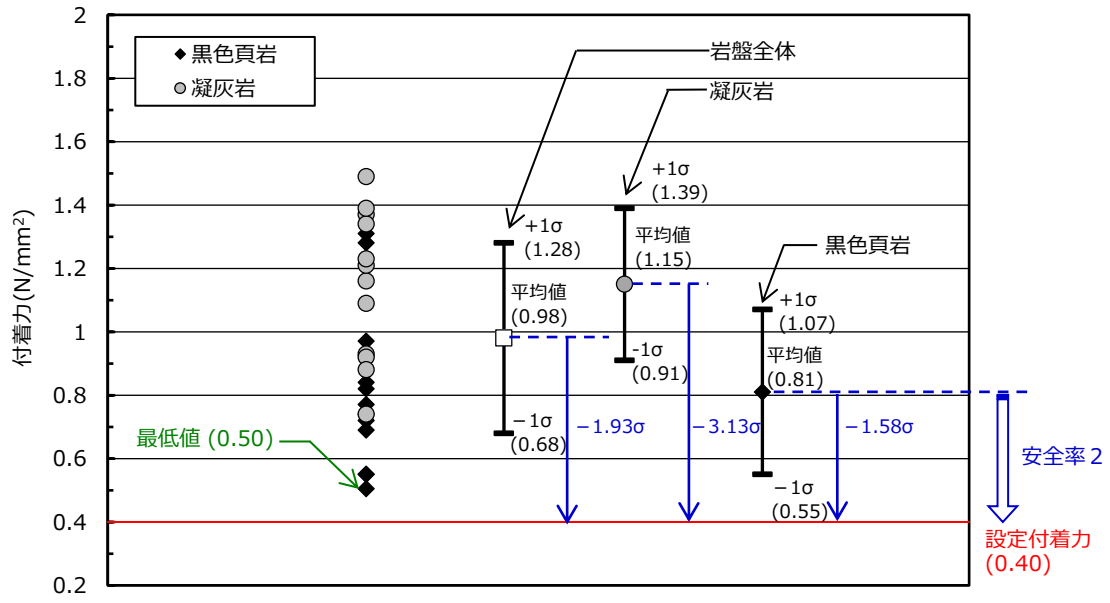 2
1.8
1.6
1.4
1.2
1
0.8
0.6
0.4
0.2
付着力(N/mm²)
黒色頁岩
凝灰岩
岩盤全体
凝灰岩
黒色頁岩
+1σ
(1.28)
平均値
(0.98)
−1σ
(0.68)
−1.93σ
+1σ
(1.39)
平均値
(1.15)
-1σ
(0.91)
−3.13σ
+1σ
(1.07)
平均値
(0.81)
−1σ
(0.55)
−1.58σ
最低値 (0.50)
安全率２
設定付着力
(0.40)